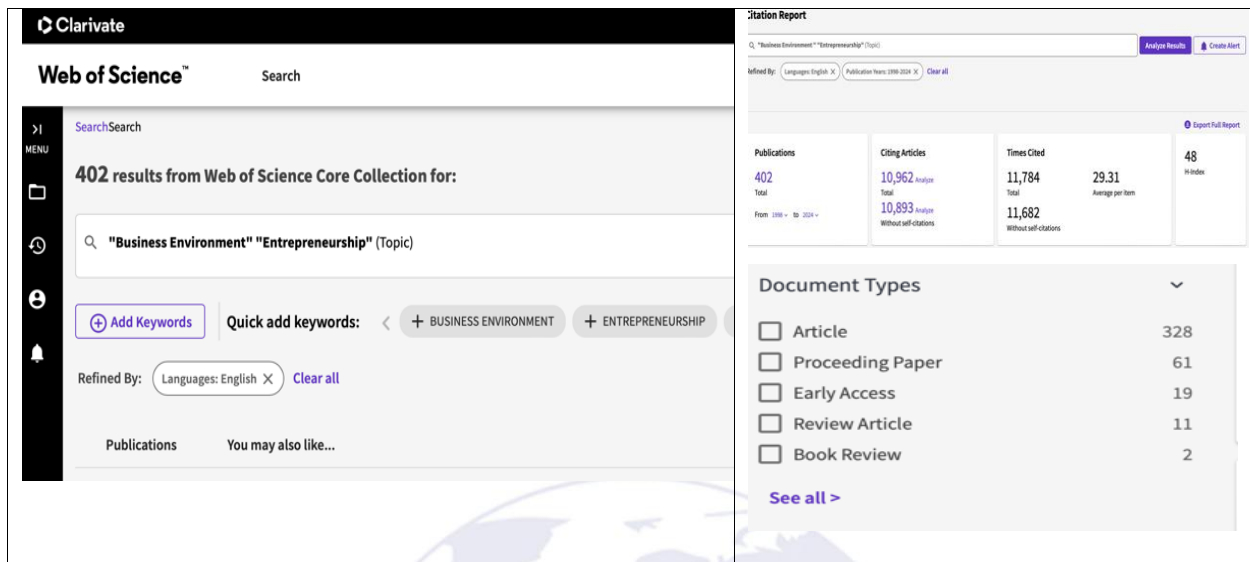 Clarivate
Web of Science™
Search
MENU
SearchSearch
402 results from Web of Science Core Collection for:
"Business Environment" "Entrepreneurship" (Topic)
Add Keywords
Quick add keywords:
+ BUSINESS ENVIRONMENT
+ ENTREPRENEURSHIP
Refined By:
Languages: English X
Clear all
Publications
You may also like...
Citation Report
"Business Environment " "Entrepreneurship" (Topic)
Analyze Results
Create Alert
Refined By:
Languages: English X
Publication Years: 1998-2024 X
Clear all
Export Full Report
Publications
402
Total
From 1998 to 2024
Citing Articles
10,962 Analyze
Total
10,893 Analyze
Without self-citations
Times Cited
11,784
Total
11,682
Without self-citations
29.31
Average per item
48
H-Index
Document Types
Article 328
Proceeding Paper 61
Early Access 19
Review Article 11
Book Review 2
See all >